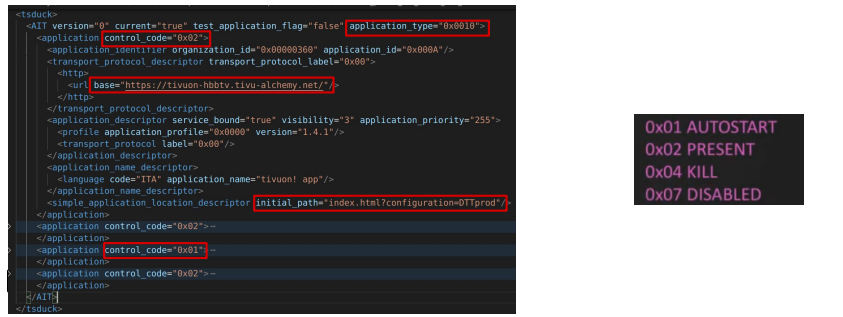 <tsduck>
<AIT version="0" current="true" test_application_flag="false" application_type="0x0010">
<application control_code="0x02">
<application_identifier organization_id="0x00000360" application_id="0x000A"/>
<transport_protocol_descriptor transport_protocol_label="0x00">
<http>
<url base="https://tivuon-hbbtv.tivu-alchemy.net/"/>
</http>
</transport_protocol_descriptor>
<application_descriptor service_bound="true" visibility="3" application_priority="255">
<profile application_profile="0x0000" version="1.4.1"/>
<transport_protocol label="0x00"/>
</application_descriptor>
<application_name_descriptor>
<language code="ITA" application_name="tivuon! app"/>
</application_name_descriptor>
<simple_application_location_descriptor initial_path="index.html?configuration=DTTprod"/>
</application>
<application control_code="0x02">⋯
</application>
<application control_code="0x01">⋯
</application>
<application control_code="0x02">⋯
</application>
</AIT>
</tsduck>
0x01 AUTOSTART
0x02 PRESENT
0x04 KILL
0x07 DISABLED